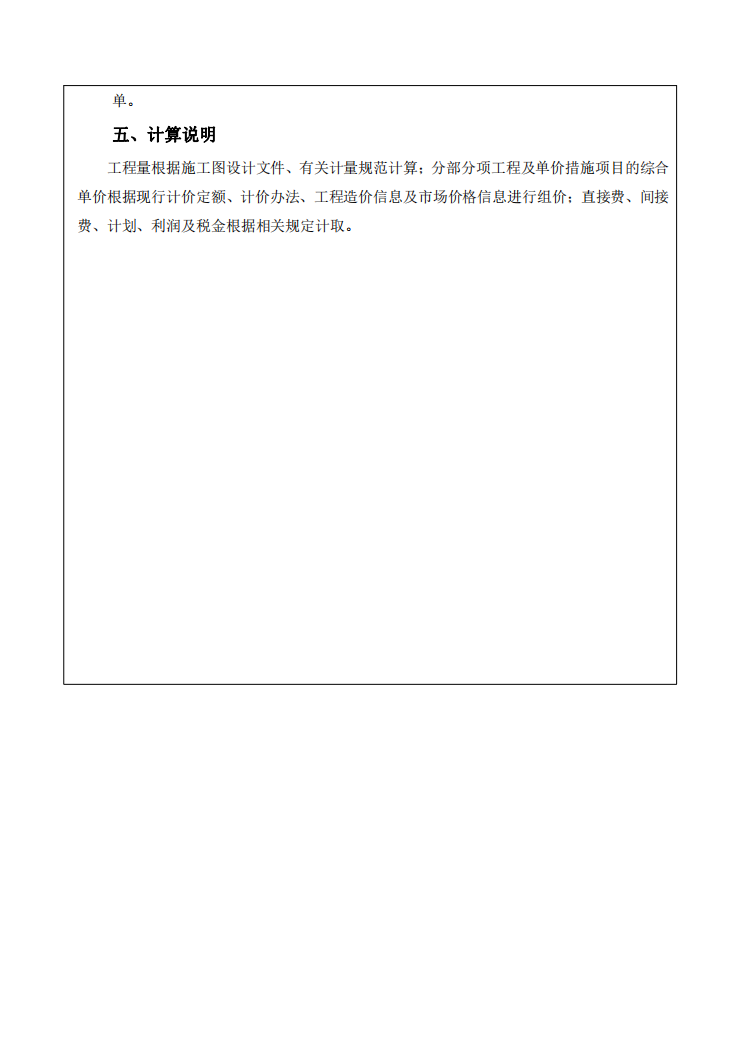 单。
五、计算说明
工程量根据施工图设计文件、有关计量规范计算；分部分项工程及单价措施项目的综合
单价根据现行计价定额、计价办法、工程造价信息及市场价格信息进行组价；直接费、间接
费、计划、利润及税金根据相关规定计取。